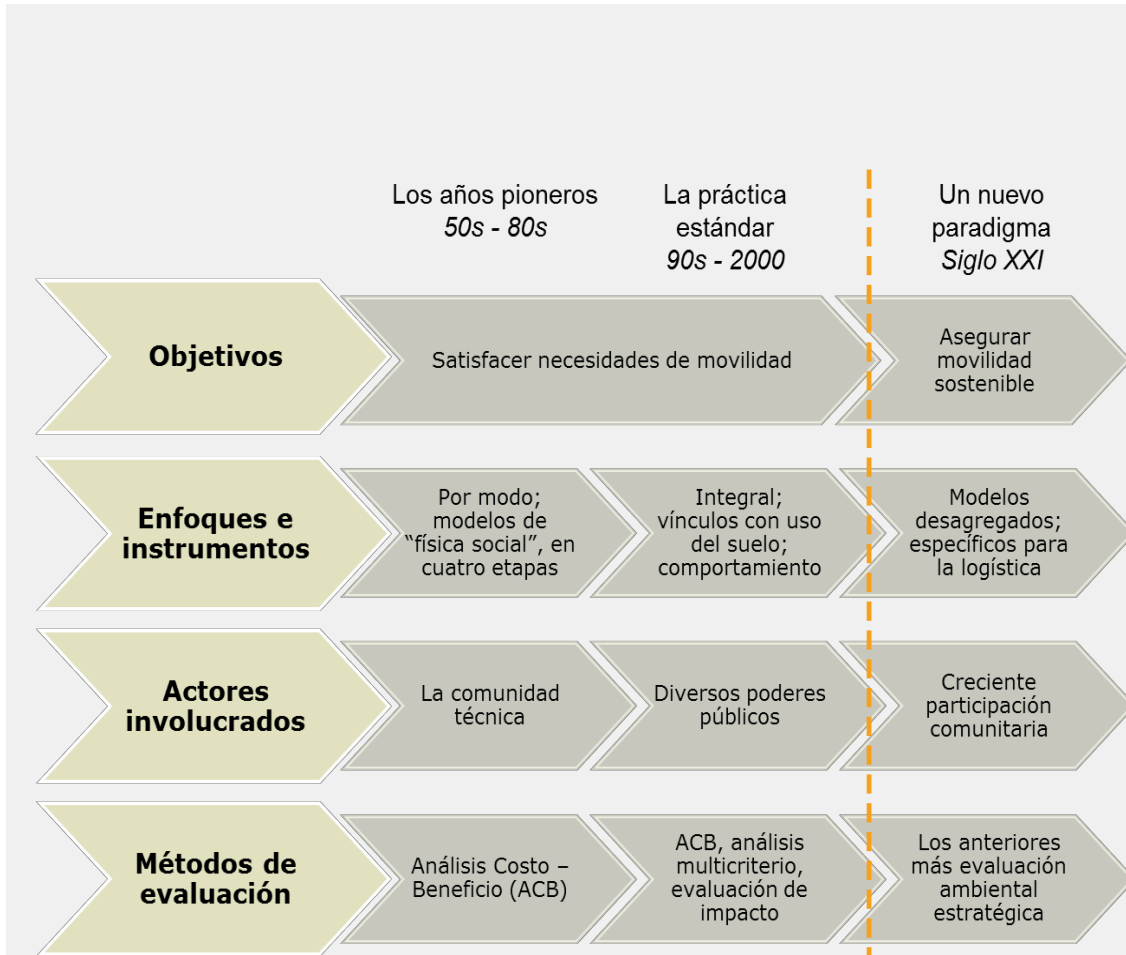 Los años pioneros
50s - 80s
La práctica
estándar
90s - 2000
Un nuevo
paradigma
Siglo XXI
Objetivos
Satisfacer necesidades de movilidad
Asegurar
movilidad
sostenible
Enfoques e
instrumentos
Por modo;
modelos de
“física social”, en
cuatro etapas
Integral;
vínculos con uso
del suelo;
comportamiento
Modelos
desagregados;
específicos para
la logística
Actores
involucrados
La comunidad
técnica
Diversos poderes
públicos
Creciente
participación
comunitaria
Métodos de
evaluación
Análisis Costo –
Beneficio (ACB)
ACB, análisis
multicriterio,
evaluación de
impacto
Los anteriores
más evaluación
ambiental
estratégica